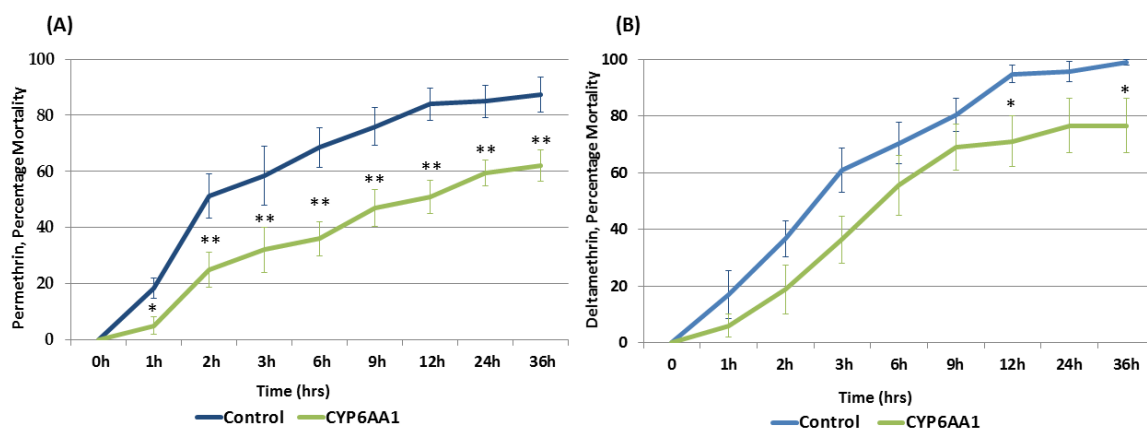 (A)
Permethrin, Percentage Mortality
100
80
60
40
20
0
*
**
**
**
**
**
**
**
0h 1h 2h 3h 6h 9h 12h 24h 36h
Time (hrs)
Control CYP6AA1
(B)
Deltamethrin, Percentage Mortality
100
80
60
40
20
0
*
*
0 1h 2h 3h 6h 9h 12h 24h 36h
Time (hrs)
Control CYP6AA1